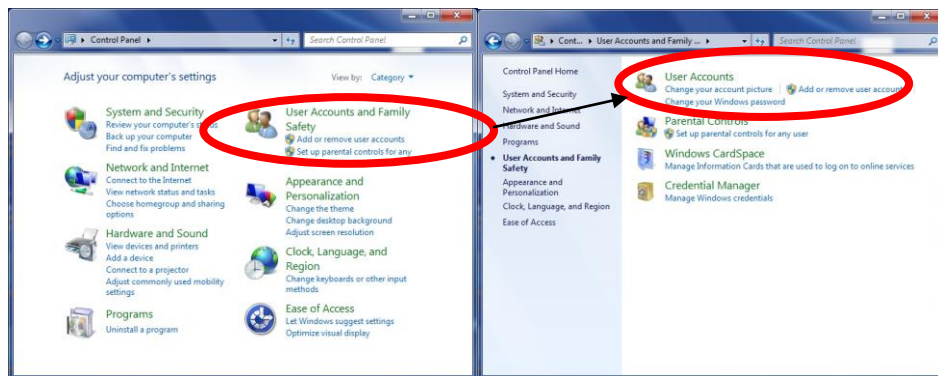 Control Panel
Search Control Panel
Adjust your computer's settings
View by: Category
System and Security
Review your computer's status
Back up your computer
Find and fix problems
Network and Internet
Connect to the Internet
View network status and tasks
Choose homegroup and sharing
options
Hardware and Sound
View devices and printers
Add a device
Connect to a projector
Adjust commonly used mobility
settings
Programs
Uninstall a program
User Accounts and Family
Safety
Add or remove user accounts
Set up parental controls for any
Appearance and
Personalization
Change the theme
Change desktop background
Adjust screen resolution
Clock, Language, and
Region
Change keyboards or other input
methods
Ease of Access
Let Windows suggest settings
Optimize visual display
Cont... User Accounts and Family ...
Search Control Panel
Control Panel Home
System and Security
Network and Internet
Hardware and Sound
Programs
User Accounts and Family
Safety
Appearance and
Personalization
Clock, Language, and Region
Ease of Access
User Accounts
Change your account picture
Add or remove user accounts
Change your Windows password
Parental Controls
Set up parental controls for any user
Windows CardSpace
Manage Information Cards that are used to log on to online services
Credential Manager
Manage Windows credentials